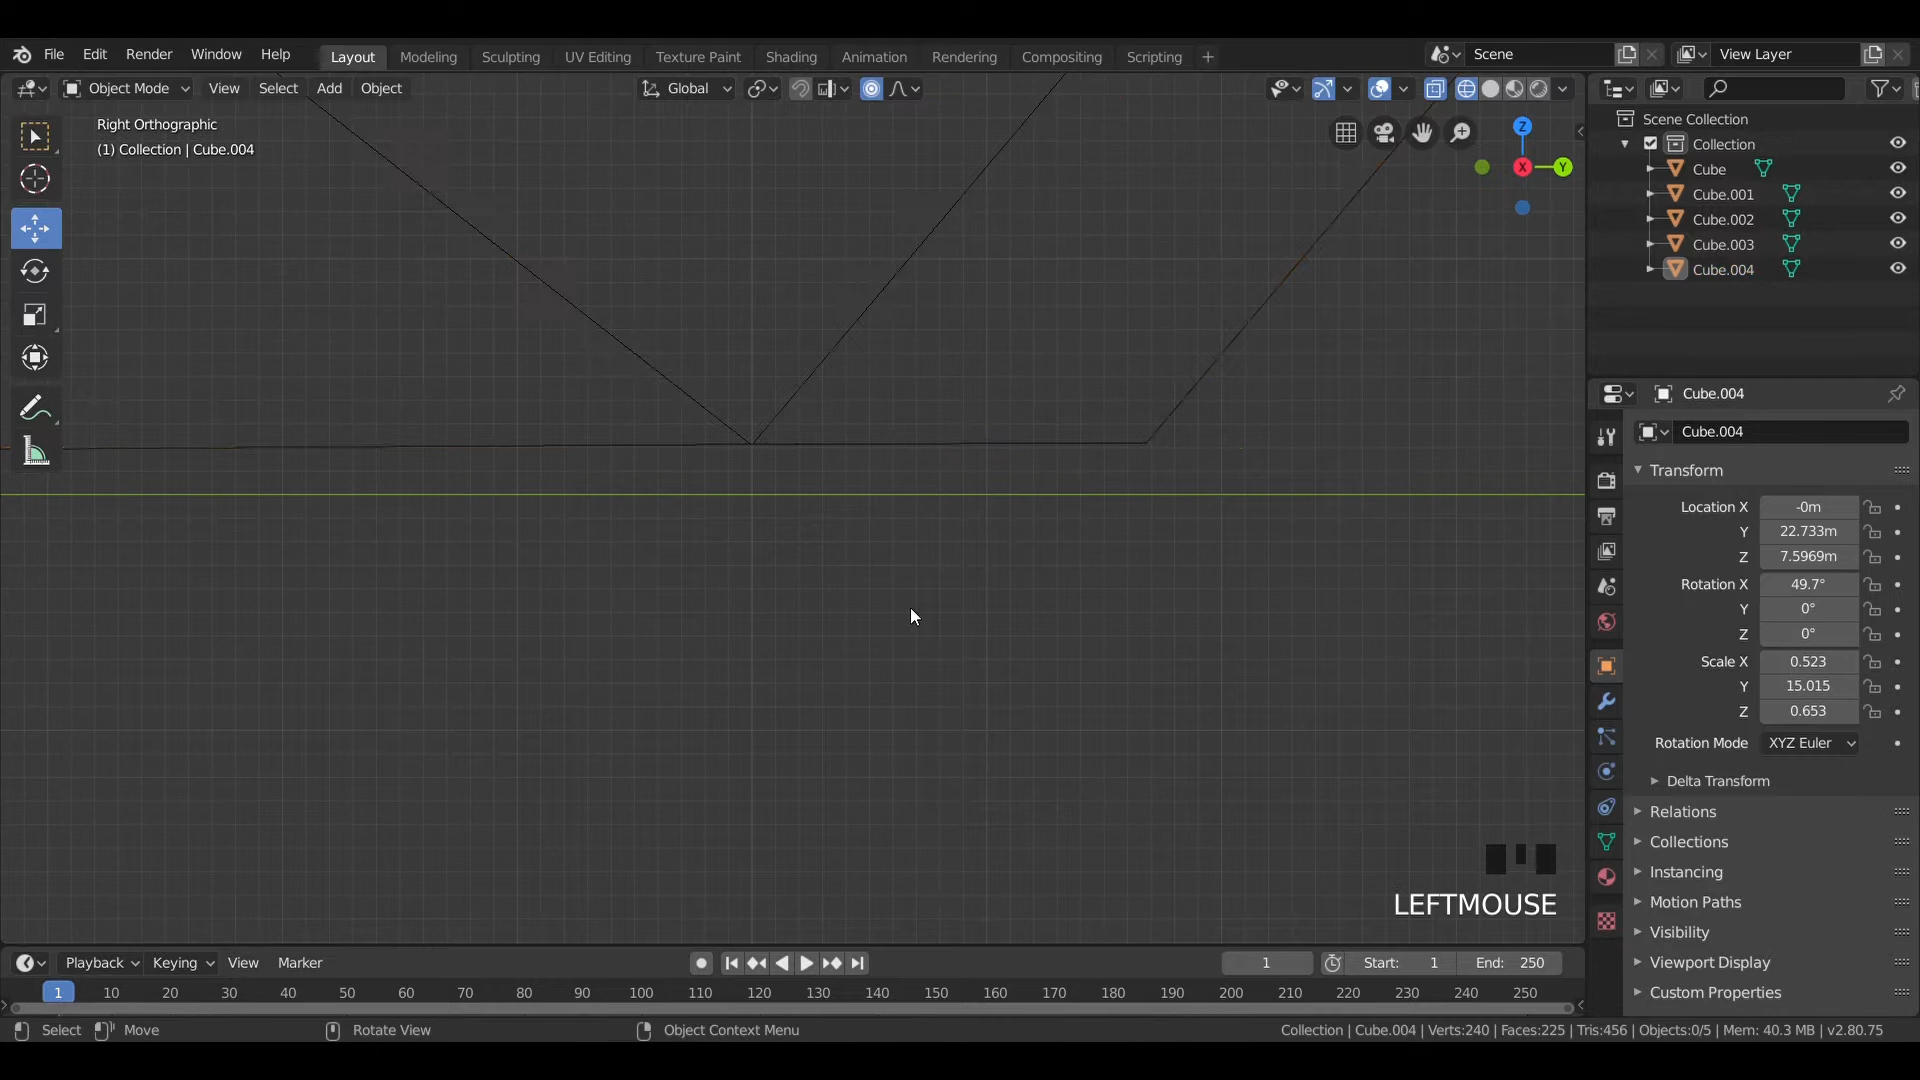 File Edit Render Window Help Layout Modeling Sculpting UV Editing Texture Paint Shading Animation Rendering Compositing Scripting + Scene View Layer
Object Mode View Select Add Object Global
Right Orthographic
(1) Collection | Cube.004
Z
X
Y
Scene Collection
Collection
Cube
Cube.001
Cube.002
Cube.003
Cube.004
Cube.004
Cube.004
Transform
Location X -0m
Y 22.733m
Z 7.5969m
Rotation X 49.7°
Y 0°
Z 0°
Scale X 0.523
Y 15.015
Z 0.653
Rotation Mode XYZ Euler
Delta Transform
Relations
Collections
Instancing
Motion Paths
Visibility
Viewport Display
Custom Properties
LEFTMOUSE
Playback Keying View Marker 1 Start: 1 End: 250
1 10 20 30 40 50 60 70 80 90 100 110 120 130 140 150 160 170 180 190 200 210 220 230 240 250
Select Move Rotate View Object Context Menu Collection | Cube.004 | Verts:240 | Faces:225 | Tris:456 | Objects:0/5 | Mem: 40.3 MB | v2.80.75